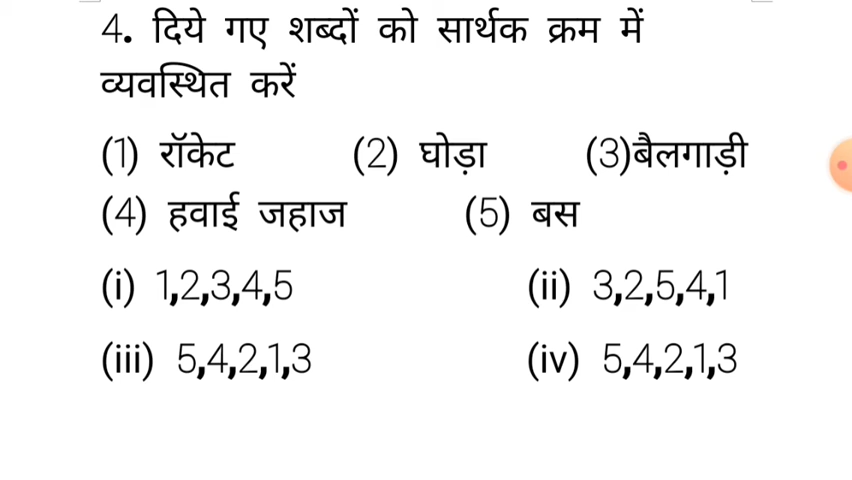 4. दिये गए शब्दों को सार्थक क्रम में
व्यवस्थित करें
(1) रॉकेट (2) घोड़ा (3)बैलगाड़ी
(4) हवाई जहाज (5) बस
(i) 1,2,3,4,5 (ii) 3,2,5,4,1
(iii) 5,4,2,1,3 (iv) 5,4,2,1,3